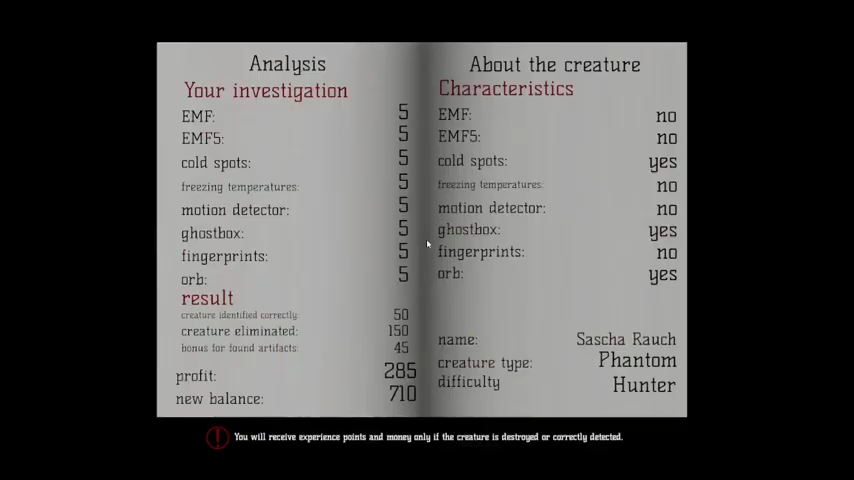 Analysis
Your investigation
EMF: 5
EMF5: 5
cold spots: 5
freezing temperatures: 5
motion detector: 5
ghostbox: 5
fingerprints: 5
orb: 5
result
creature identified correctly: 50
creature eliminated: 150
bonus for found artifacts: 45
profit: 285
new balance: 710
About the creature
Characteristics
EMF: no
EMF5: no
cold spots: yes
freezing temperatures: no
motion detector: no
ghostbox: yes
fingerprints: no
orb: yes
name: Sascha Rauch
creature type: Phantom
difficulty Hunter
You will receive experience points and money only if the creature is destroyed or correctly detected.